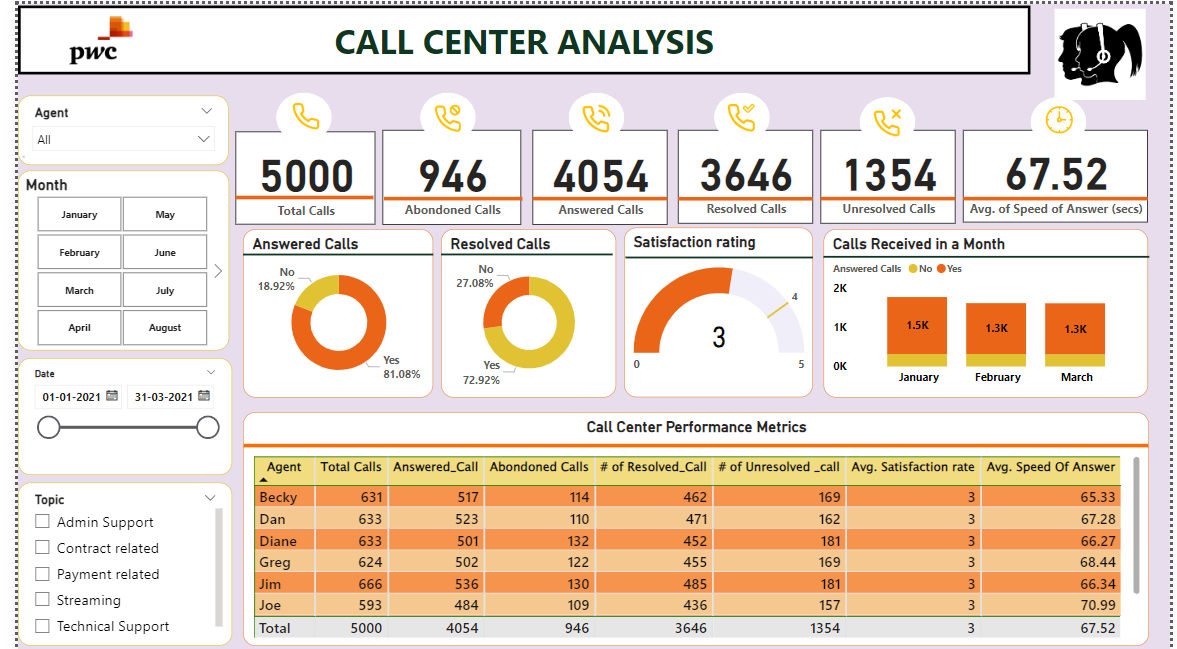 pwc
CALL CENTER ANALYSIS
Agent
All
Month
January
May
February
June
March
July
April
August
Date
01-01-2021
31-03-2021
Topic
Admin Support
Contract related
Payment related
Streaming
Technical Support
5000
Total Calls
946
Abondoned Calls
4054
Answered Calls
3646
Resolved Calls
1354
Unresolved Calls
67.52
Avg. of Speed of Answer (secs)
Answered Calls
No
18.92%
Yes
81.08%
Resolved Calls
No
27.08%
Yes
72.92%
Satisfaction rating
4
3
0
5
Calls Received in a Month
Answered Calls No Yes
2K
1K
0K
1.5K
1.3K
1.3K
January
February
March
Call Center Performance Metrics
Agent Total Calls Answered_Call Abondoned Calls # of Resolved_Call # of Unresolved _call Avg. Satisfaction rate Avg. Speed Of Answer
Becky 631 517 114 462 169 3 65.33
Dan 633 523 110 471 162 3 67.28
Diane 633 501 132 452 181 3 66.27
Greg 624 502 122 455 169 3 68.44
Jim 666 536 130 485 181 3 66.34
Joe 593 484 109 436 157 3 70.99
Total 5000 4054 946 3646 1354 3 67.52